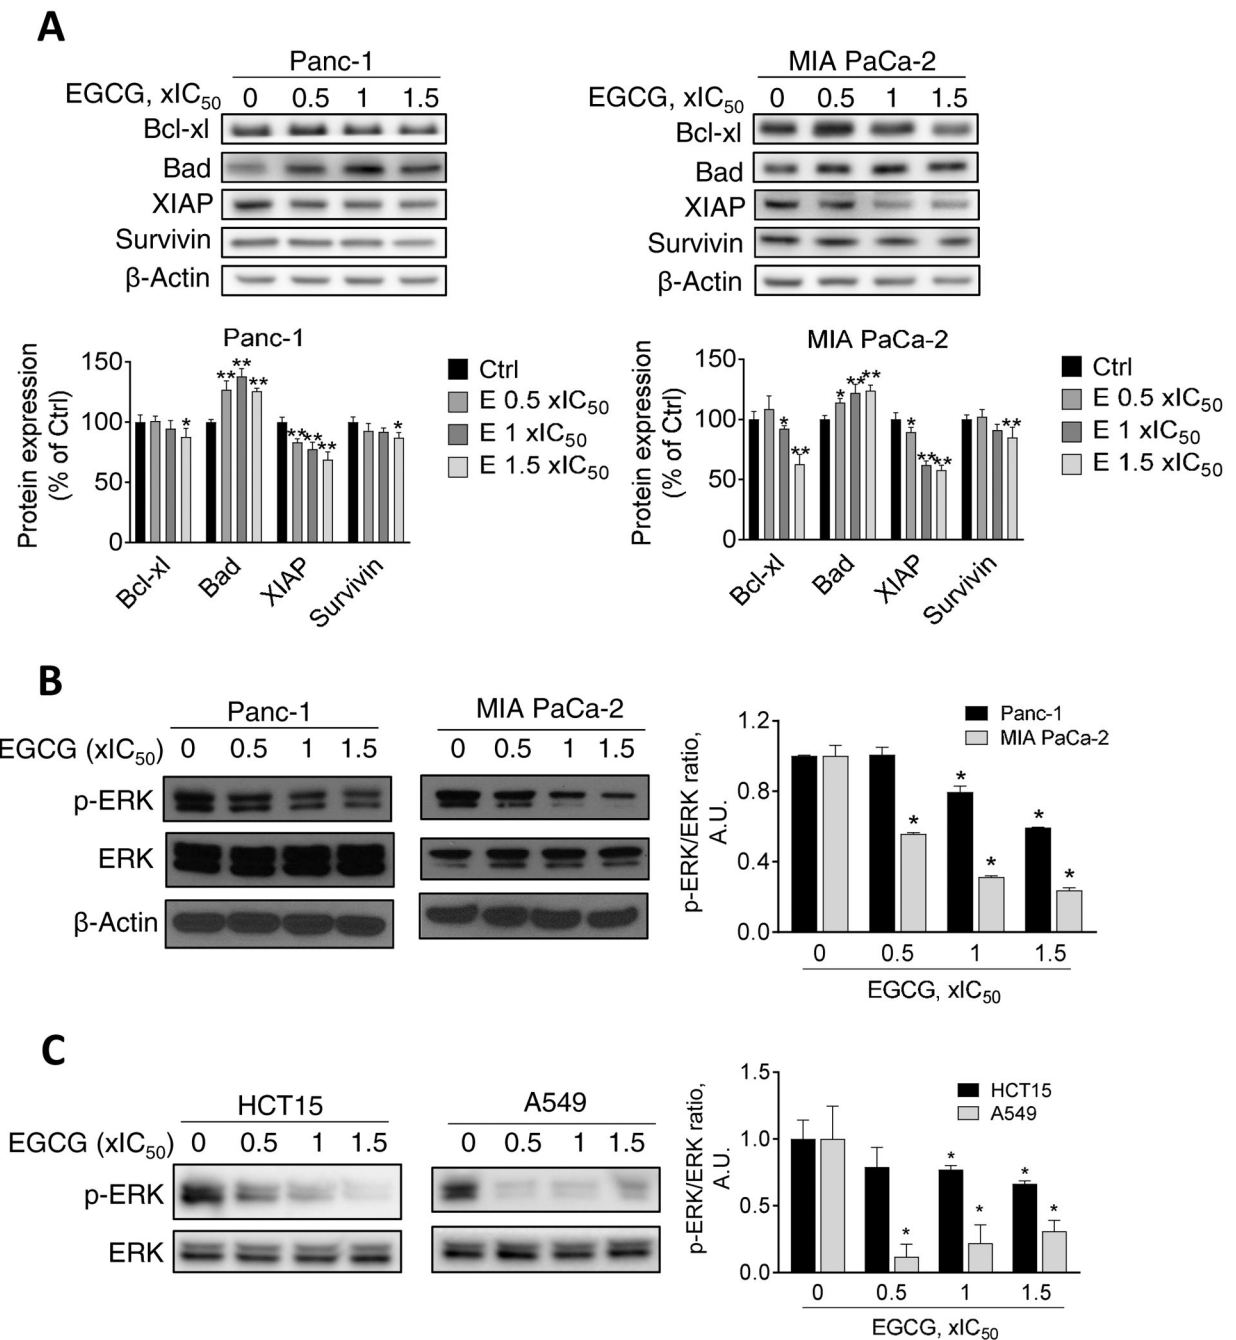 A
Panc-1
EGCG, xIC50
0 0.5 1 1.5
Bcl-xl
Bad
XIAP
Survivin
β-Actin
MIA PaCa-2
EGCG, xIC50
0 0.5 1 1.5
Bcl-xl
Bad
XIAP
Survivin
β-Actin
Panc-1
Protein expression
(% of Ctrl)
150
100
50
0
** ** **
* ** ** ** *
Bcl-xl Bad XIAP Survivin
Ctrl
E 0.5 xIC50
E 1 xIC50
E 1.5 xIC50
MIA PaCa-2
Protein expression
(% of Ctrl)
150
100
50
0
* ** * ** ** * ** ** **
Bcl-xl Bad XIAP Survivin
Ctrl
E 0.5 xIC50
E 1 xIC50
E 1.5 xIC50
B
Panc-1
EGCG (xIC50) 0 0.5 1 1.5
p-ERK
ERK
β-Actin
MIA PaCa-2
0 0.5 1 1.5
p-ERK/ERK ratio,
A.U.
1.2
0.8
0.4
0.0
Panc-1
MIA PaCa-2
* * * * *
0 0.5 1 1.5
EGCG, xIC50
C
HCT15
EGCG (xIC50) 0 0.5 1 1.5
p-ERK
ERK
A549
0 0.5 1 1.5
p-ERK/ERK ratio,
A.U.
1.5
1.0
0.5
0.0
HCT15
A549
* * * * *
0 0.5 1 1.5
EGCG, xIC50